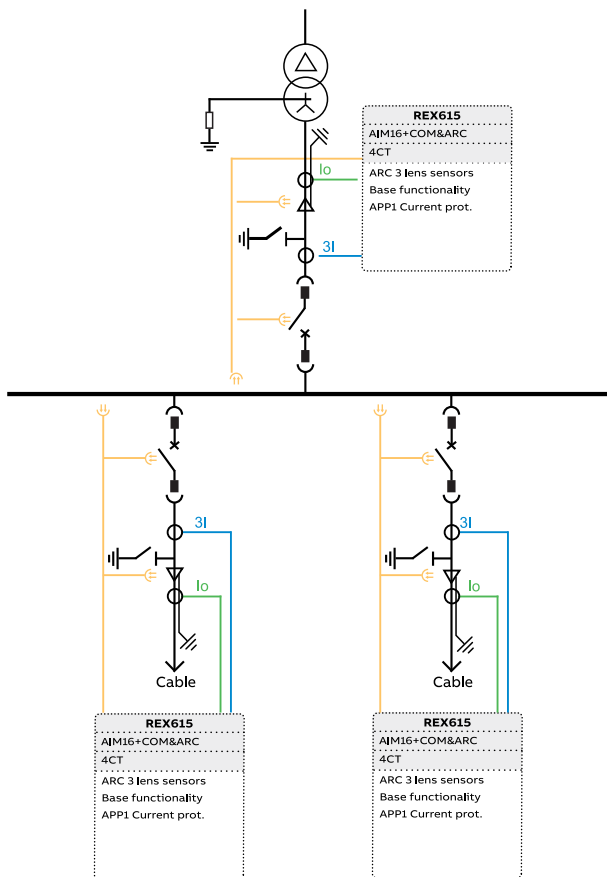 REX615
AIM16+COM&ARC
4CT
ARC 3 lens sensors
Base functionality
APP1 Current prot.
Io
3I
3I
Io
Cable
3I
Io
Cable
REX615
AIM16+COM&ARC
4CT
ARC 3 lens sensors
Base functionality
APP1 Current prot.
REX615
AIM16+COM&ARC
4CT
ARC 3 lens sensors
Base functionality
APP1 Current prot.